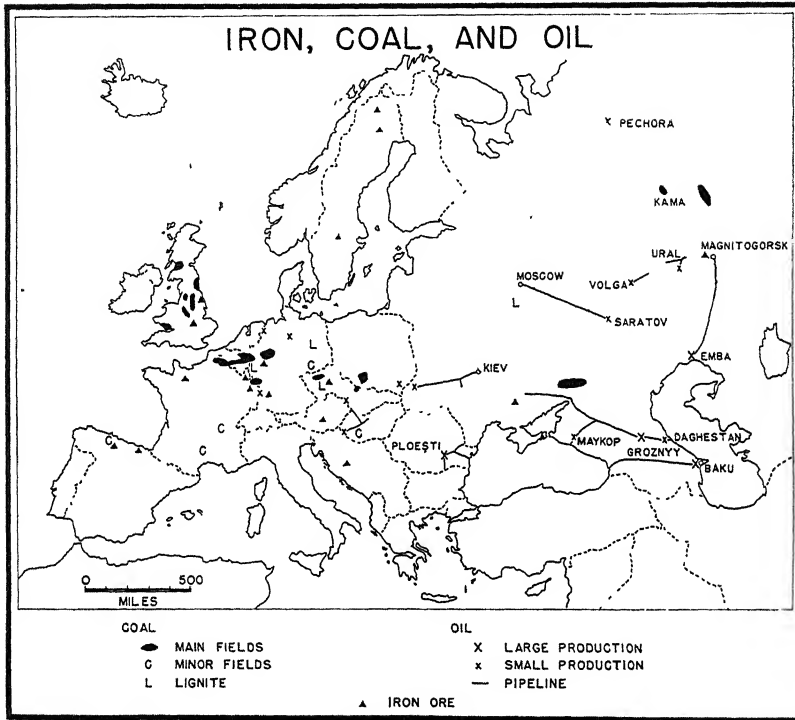 IRON, COAL, AND OIL
PECHORA
KAMA
MAGNITOGORSK
URAL
MOSCOW
VOLGA
L
SARATOV
L
EMBA
C
KIEV
L
L
C
C
MAYKOP
DAGHESTAN
PLOEȘTI
GROZNYY
C
C
BAKU
0 500
MILES
COAL
MAIN FIELDS
C MINOR FIELDS
L LIGNITE
OIL
X LARGE PRODUCTION
x SMALL PRODUCTION
— PIPELINE
▲ IRON ORE